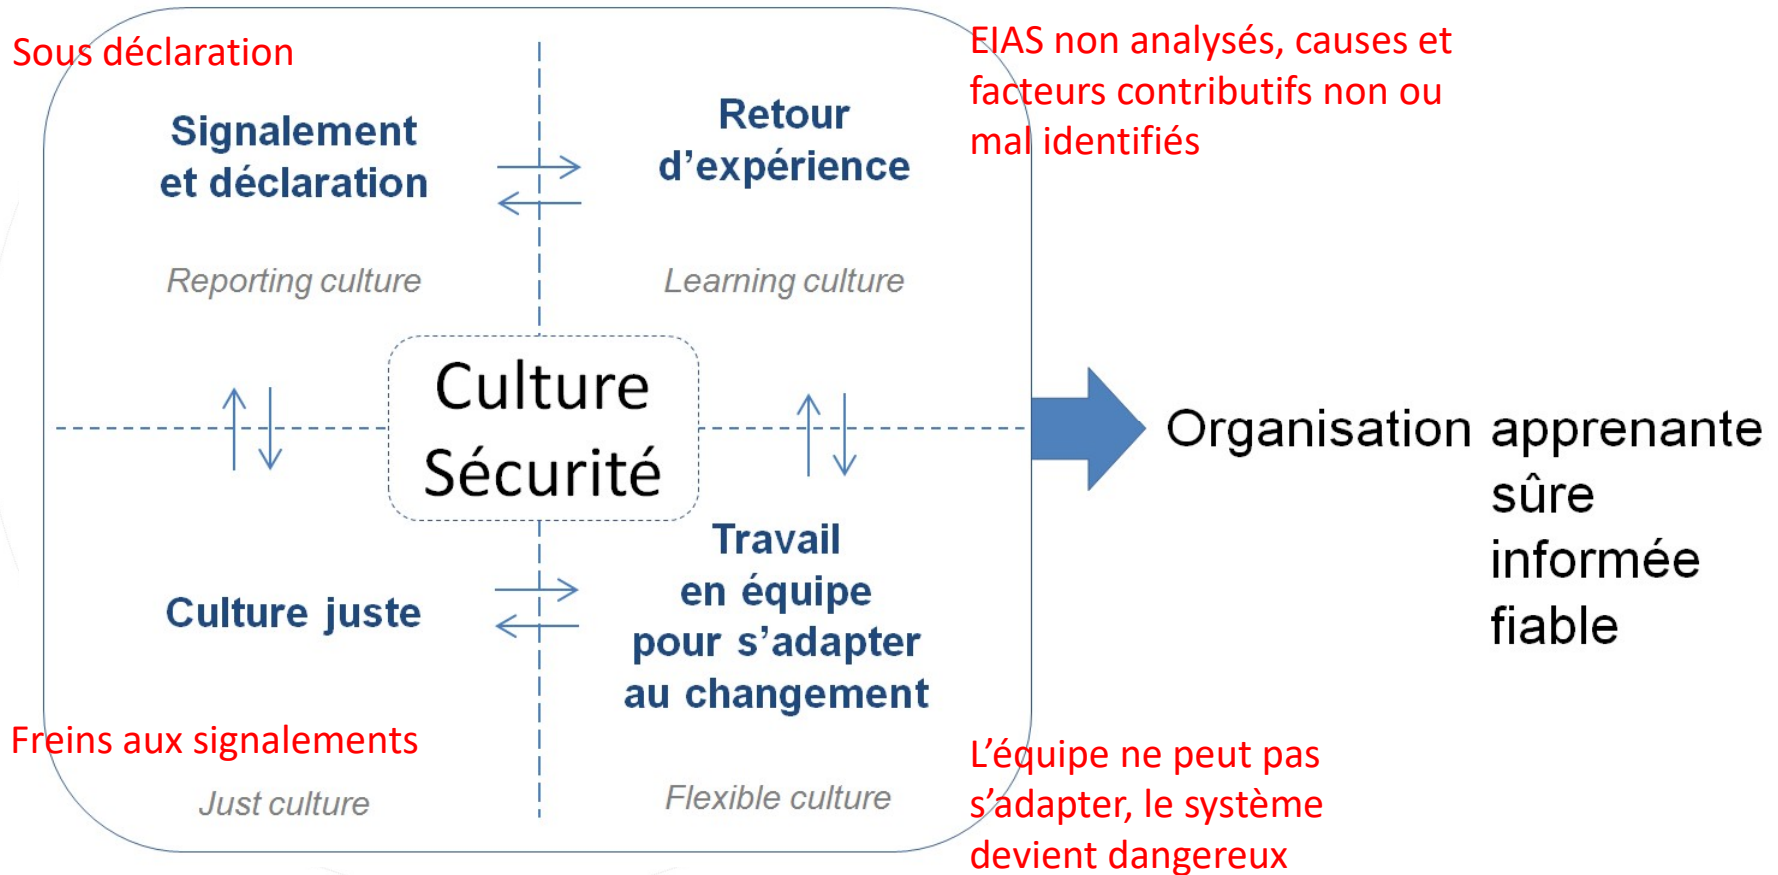 Sous déclaration
EIAS non analysés, causes et
facteurs contributifs non ou
mal identifiés
Signalement
et déclaration
Reporting culture
Retour
d’expérience
Learning culture
Culture
Sécurité
Culture juste
Freins aux signalements
Just culture
Travail
en équipe
pour s’adapter
au changement
Flexible culture
L’équipe ne peut pas
s’adapter, le système
devient dangereux
Organisation apprenante
sûre
informée
fiable